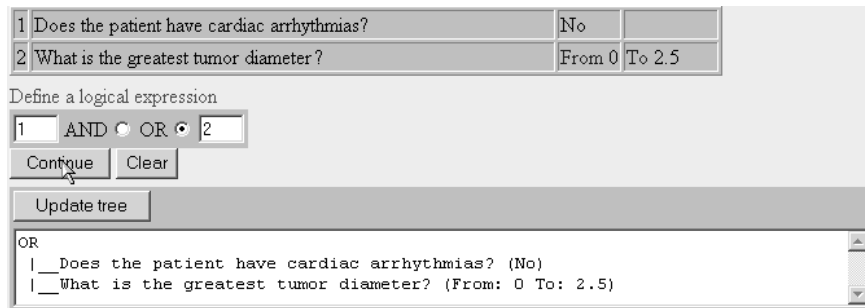 1 Does the patient have cardiac arrhythmias? No
2 What is the greatest tumor diameter? From 0 To 2.5
Define a logical expression
1 AND OR 2
Continue Clear
Update tree
OR
|__Does the patient have cardiac arrhythmias? (No)
|__What is the greatest tumor diameter? (From: 0 To: 2.5)